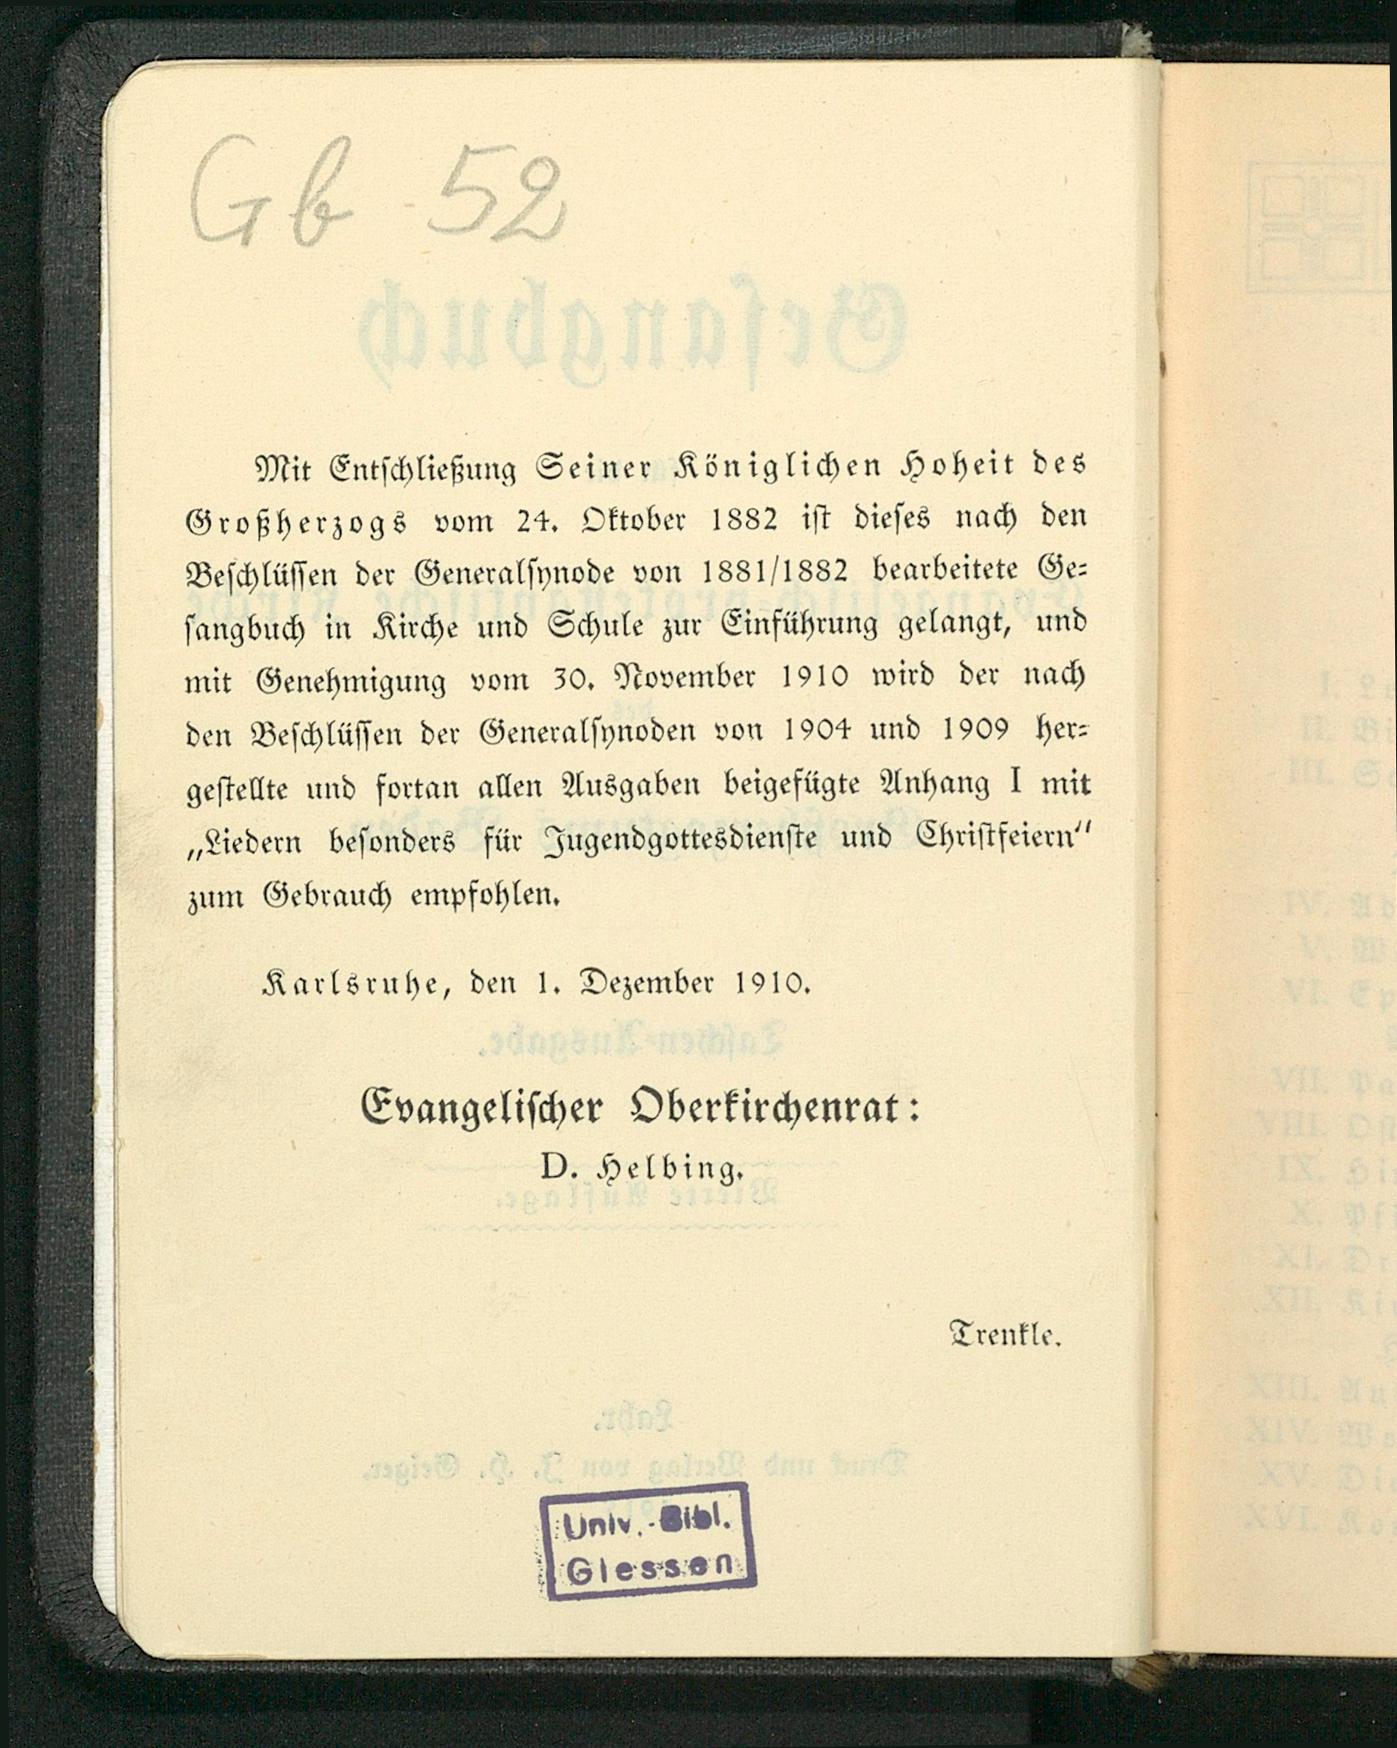 Gb 52
Mit Entschließung Seiner Königlichen Hoheit des
Großherzogs vom 24. Oktober 1882 ist dieses nach den
Beschlüssen der Generalsynode von 1881/1882 bearbeitete Ge-
sangbuch in Kirche und Schule zur Einführung gelangt, und
mit Genehmigung vom 30. November 1910 wird der nach
den Beschlüssen der Generalsynoden von 1904 und 1909 her-
gestellte und fortan allen Ausgaben beigefügte Anhang I mit
„Liedern besonders für Jugendgottesdienste und Christfeiern“
zum Gebrauch empfohlen.
Karlsruhe, den 1. Dezember 1910.
Evangelischer Oberkirchenrat:
D. Helbing.
Trenkle.
Univ.-Bibl.
Giessen